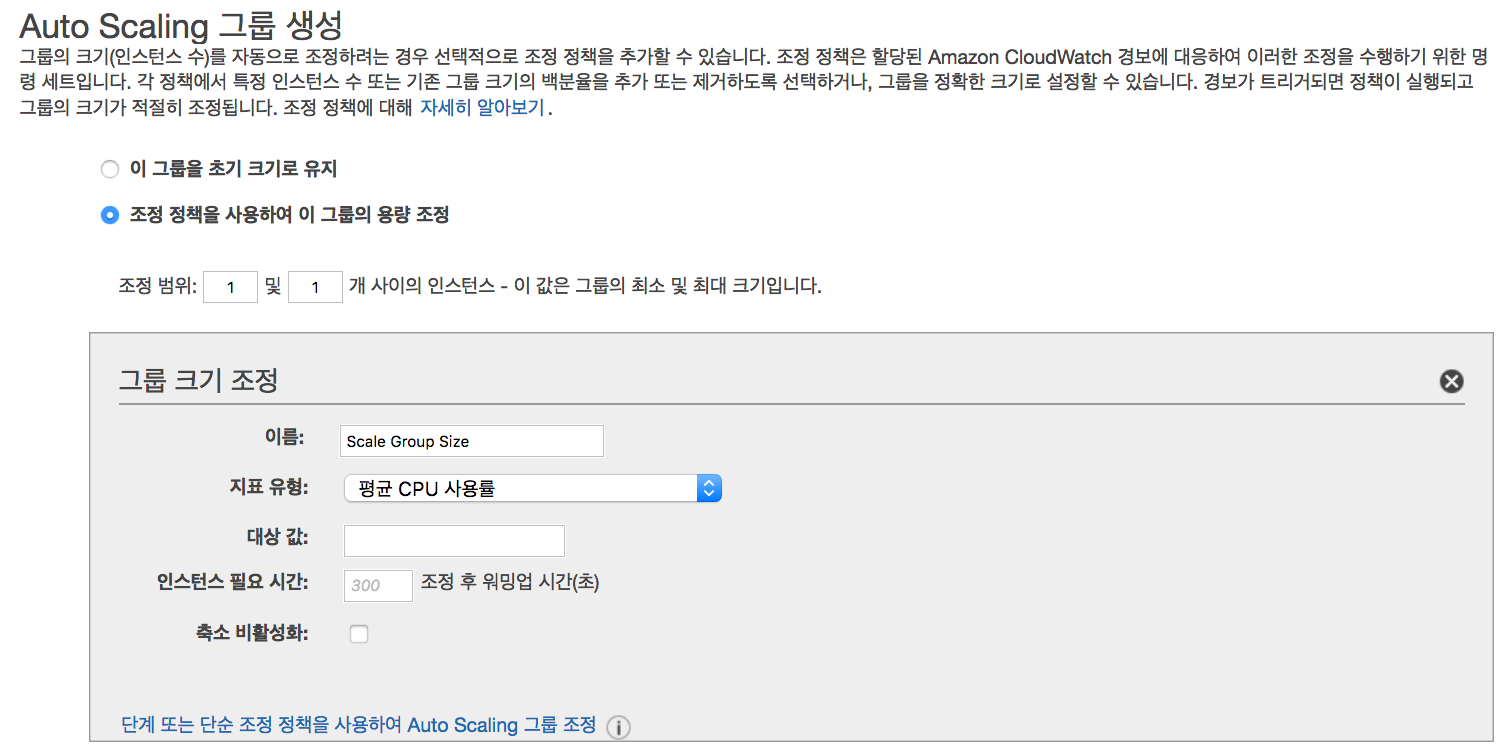 Auto Scaling 그룹 생성
그룹의 크기(인스턴스 수)를 자동으로 조정하려는 경우 선택적으로 조정 정책을 추가할 수 있습니다. 조정 정책은 할당된 Amazon CloudWatch 경보에 대응하여 이러한 조정을 수행하기 위한 명
령 세트입니다. 각 정책에서 특정 인스턴스 수 또는 기존 그룹 크기의 백분율을 추가 또는 제거하도록 선택하거나, 그룹을 정확한 크기로 설정할 수 있습니다. 경보가 트리거되면 정책이 실행되고
그룹의 크기가 적절히 조정됩니다. 조정 정책에 대해 자세히 알아보기.
이 그룹을 초기 크기로 유지
조정 정책을 사용하여 이 그룹의 용량 조정
조정 범위: 1 및 1 개 사이의 인스턴스 - 이 값은 그룹의 최소 및 최대 크기입니다.
그룹 크기 조정
이름: Scale Group Size
지표 유형: 평균 CPU 사용률
대상 값:
인스턴스 필요 시간: 300 조정 후 워밍업 시간(초)
축소 비활성화:
단계 또는 단순 조정 정책을 사용하여 Auto Scaling 그룹 조정 i